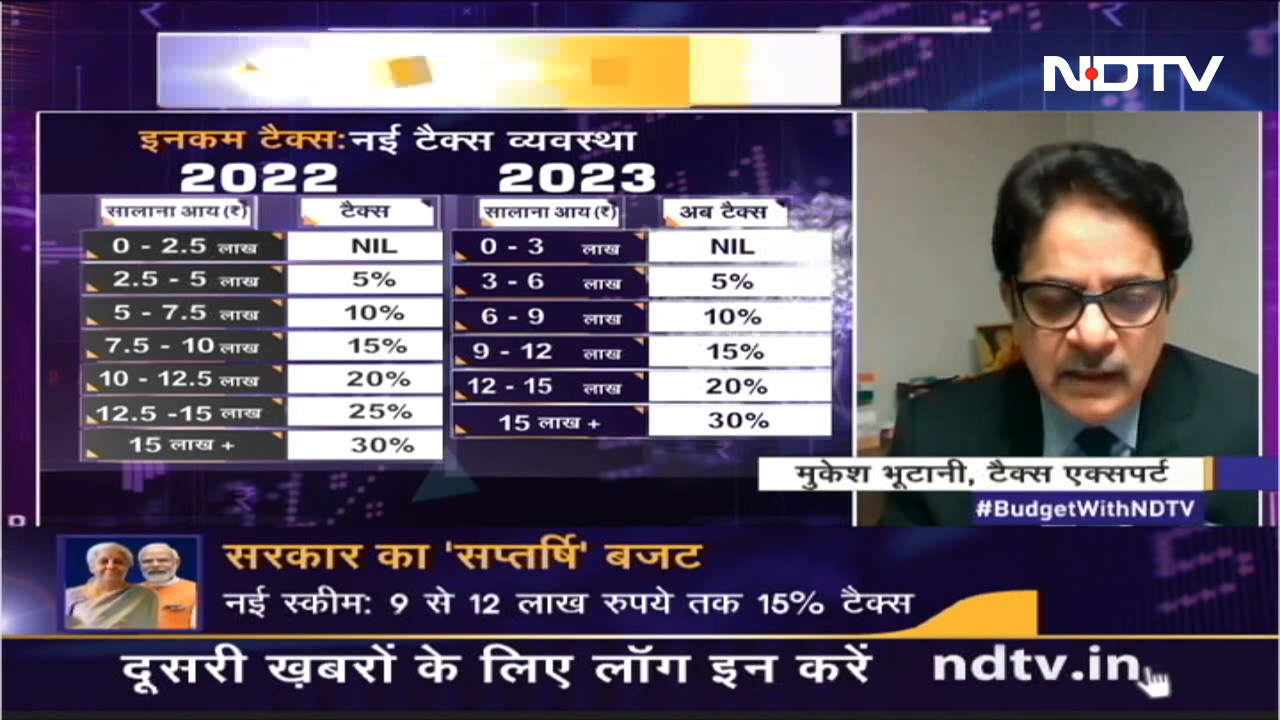 NDTV
इनकम टैक्स: नई टैक्स व्यवस्था
2022
सालाना आय (₹) टैक्स
0 - 2.5 लाख NIL
2.5 - 5 लाख 5%
5 - 7.5 लाख 10%
7.5 - 10 लाख 15%
10 - 12.5 लाख 20%
12.5 -15 लाख 25%
15 लाख + 30%
2023
सालाना आय (₹) अब टैक्स
0 - 3 लाख NIL
3 - 6 लाख 5%
6 - 9 लाख 10%
9 - 12 लाख 15%
12 - 15 लाख 20%
15 लाख + 30%
मुकेश भूटानी, टैक्स एक्सपर्ट
#BudgetWithNDTV
सरकार का 'सप्तर्षि' बजट
नई स्कीम: 9 से 12 लाख रुपये तक 15% टैक्स
दूसरी ख़बरों के लिए लॉग इन करें ndtv.in